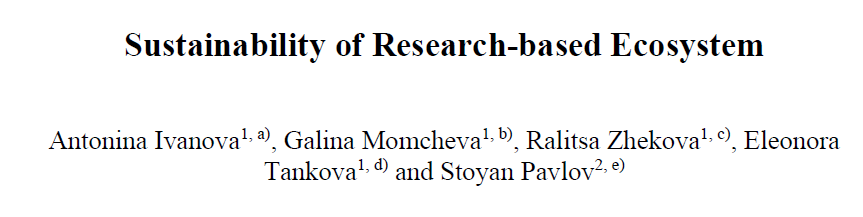 Sustainability of Research-based Ecosystem
Antonina Ivanova1, a), Galina Momcheva1, b), Ralitsa Zhekova1, c), Eleonora
Tankova1, d) and Stoyan Pavlov2, e)